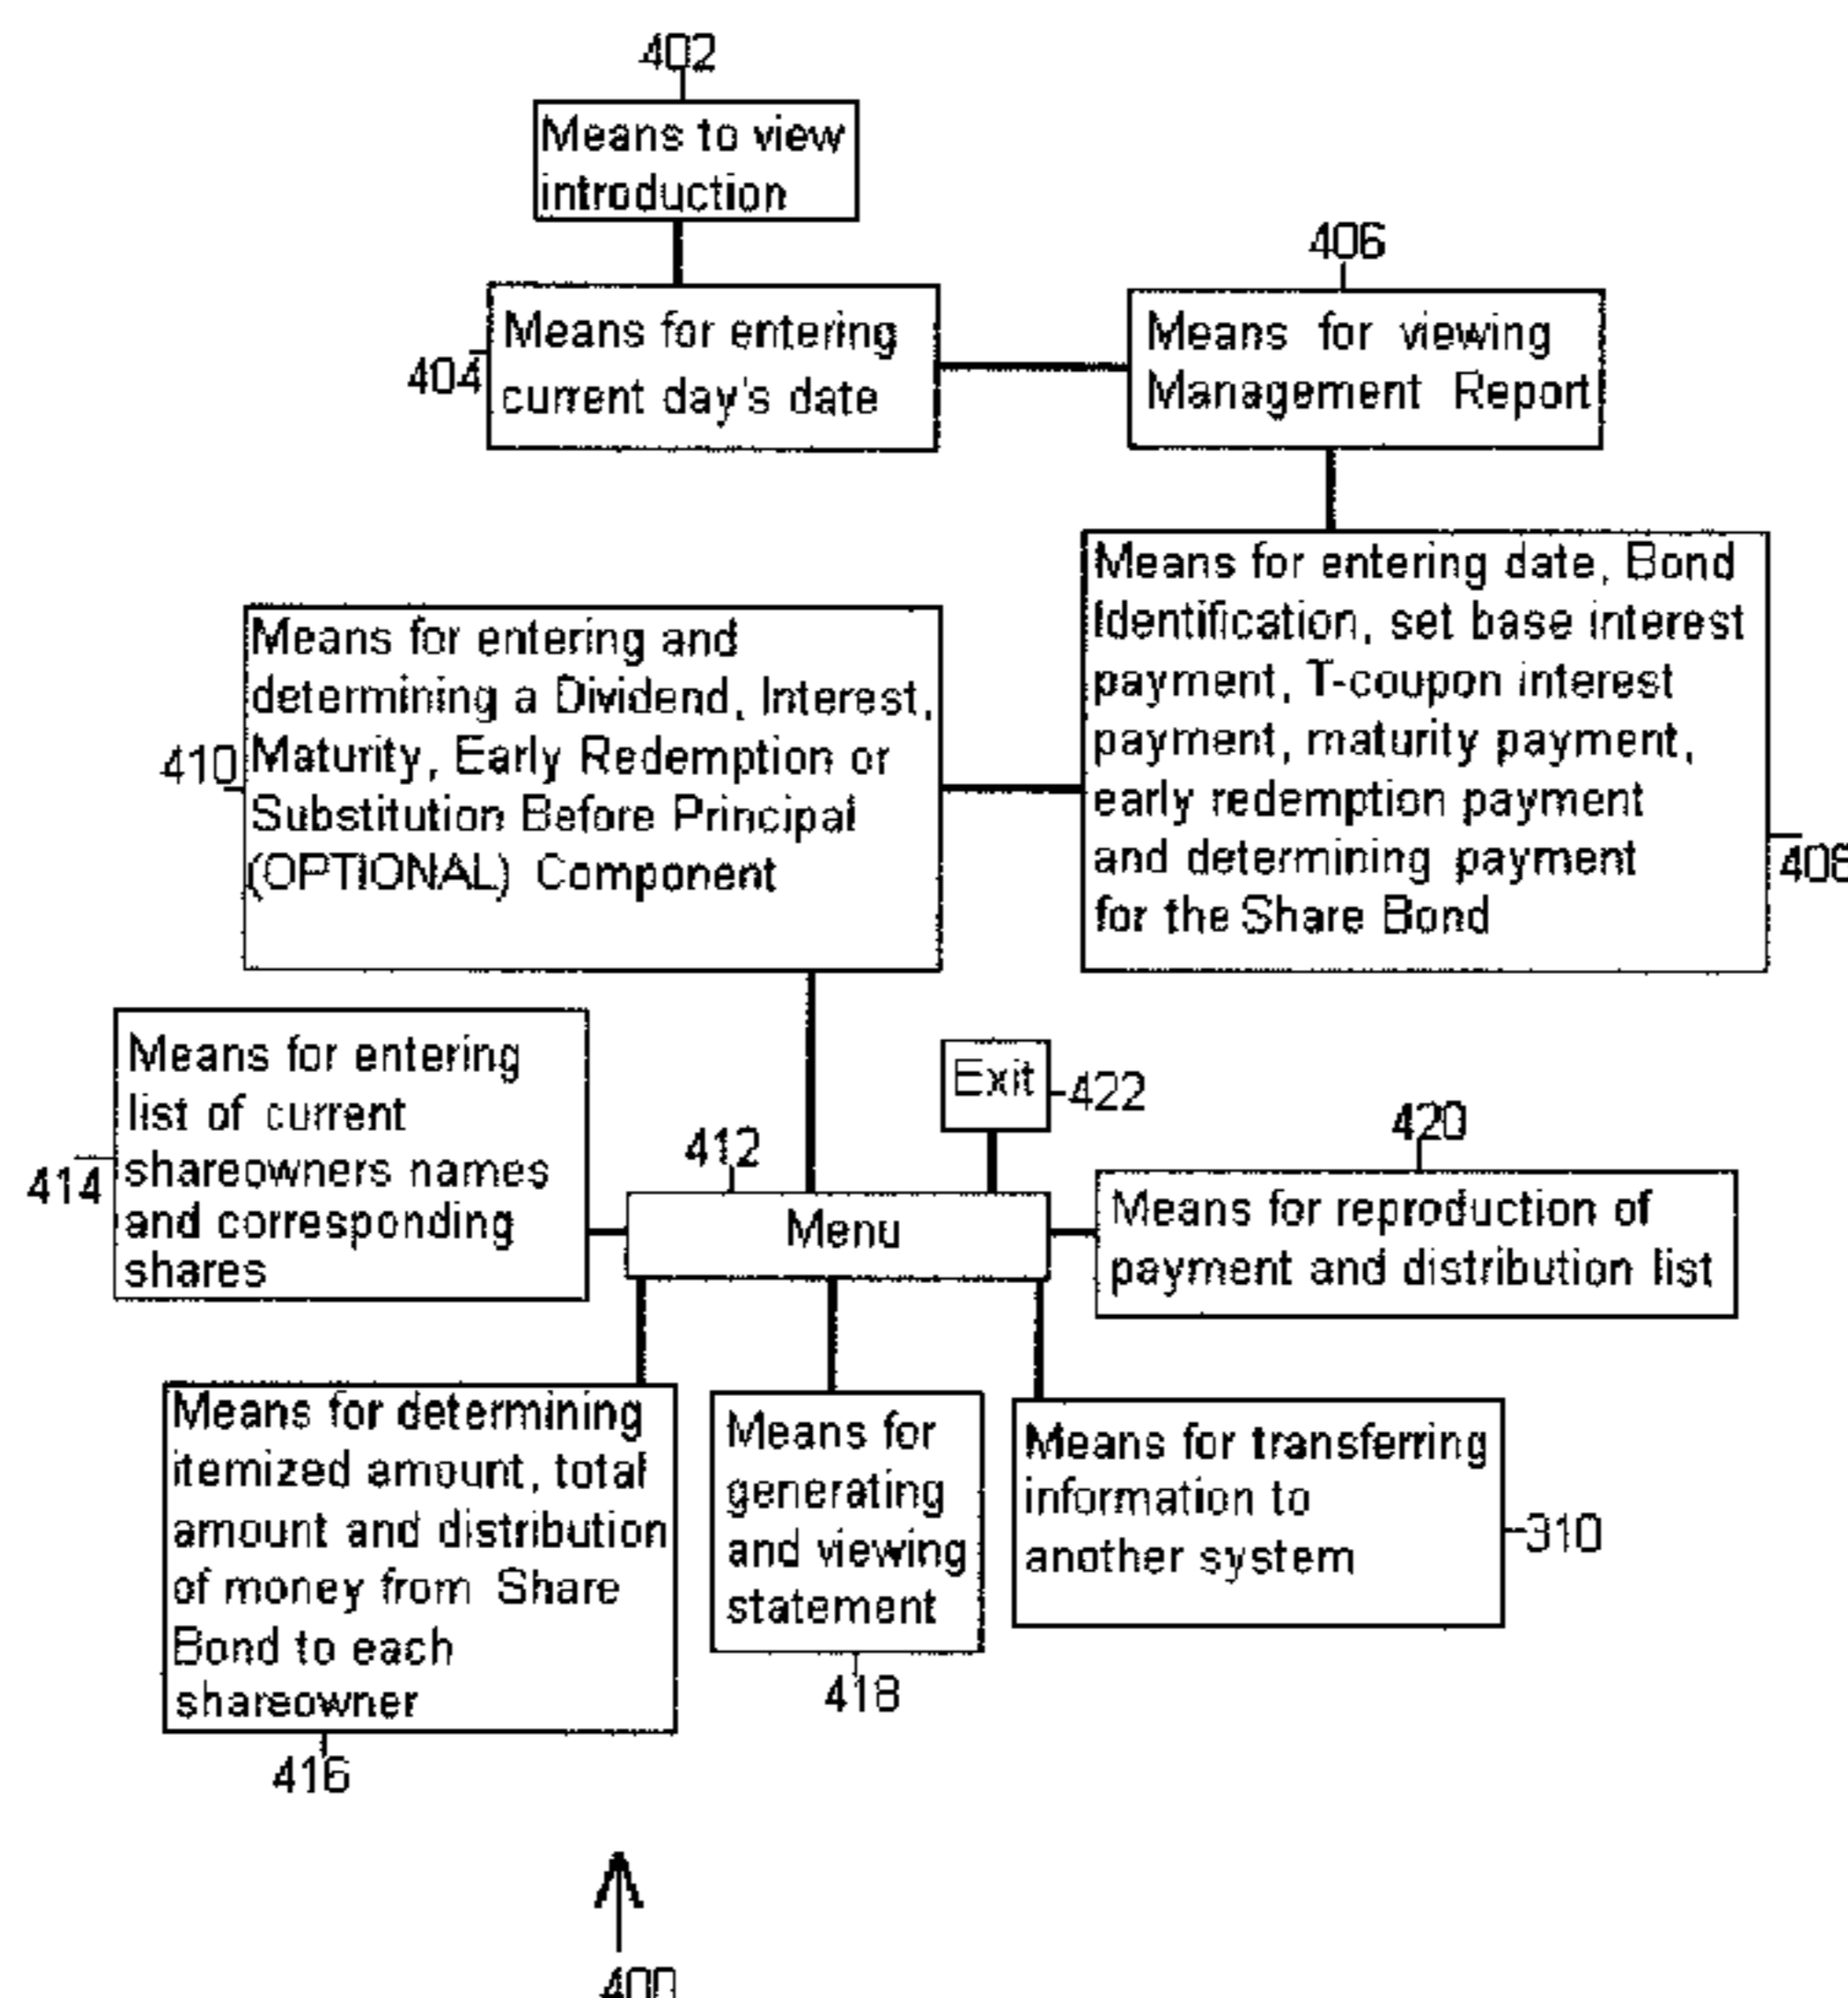 402
Means to view
introduction
406
404
Means for entering
current day's date
Means for viewing
Management Report
Means for entering date, Bond
Identification, set base interest
payment, T-coupon interest
payment, maturity payment,
early redemption payment
and determining payment
for the Share Bond
408
410
Means for entering and
determining a Dividend, Interest,
Maturity, Early Redemption or
Substitution Before Principal
(OPTIONAL) Component
414
Means for entering
list of current
shareowners names
and corresponding
shares
Exit
422
412
Menu
420
Means for reproduction of
payment and distribution list
Means for determining
itemized amount, total
amount and distribution
of money from Share
Bond to each
shareowner
416
Means for
generating
and viewing
statement
418
Means for transferring
information to
another system
310
400